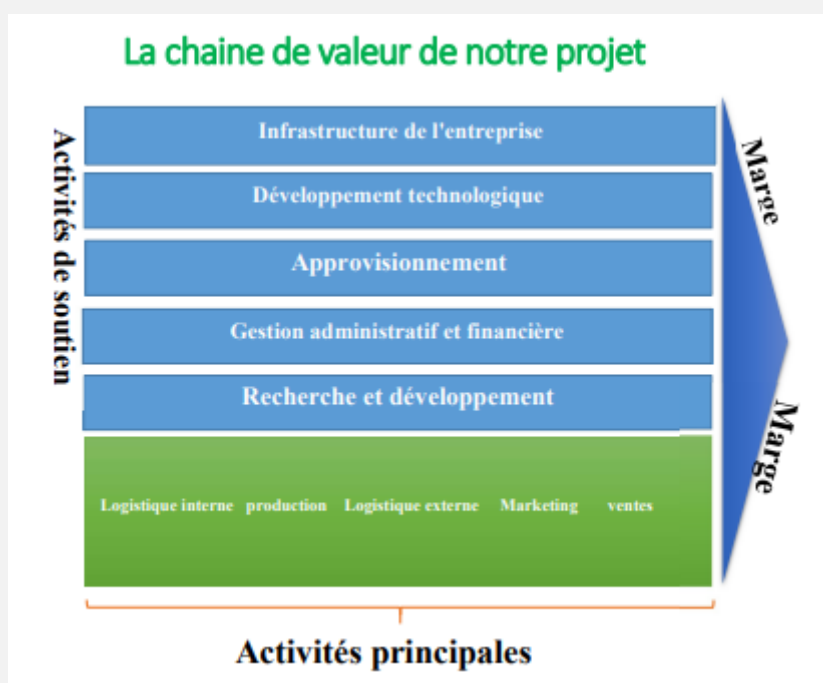 La chaine de valeur de notre projet
Activités de soutien
Infrastructure de l'entreprise
Développement technologique
Approvisionnement
Gestion administratif et financière
Recherche et développement
Logistique interne production Logistique externe Marketing ventes
Marge
Marge
Activités principales